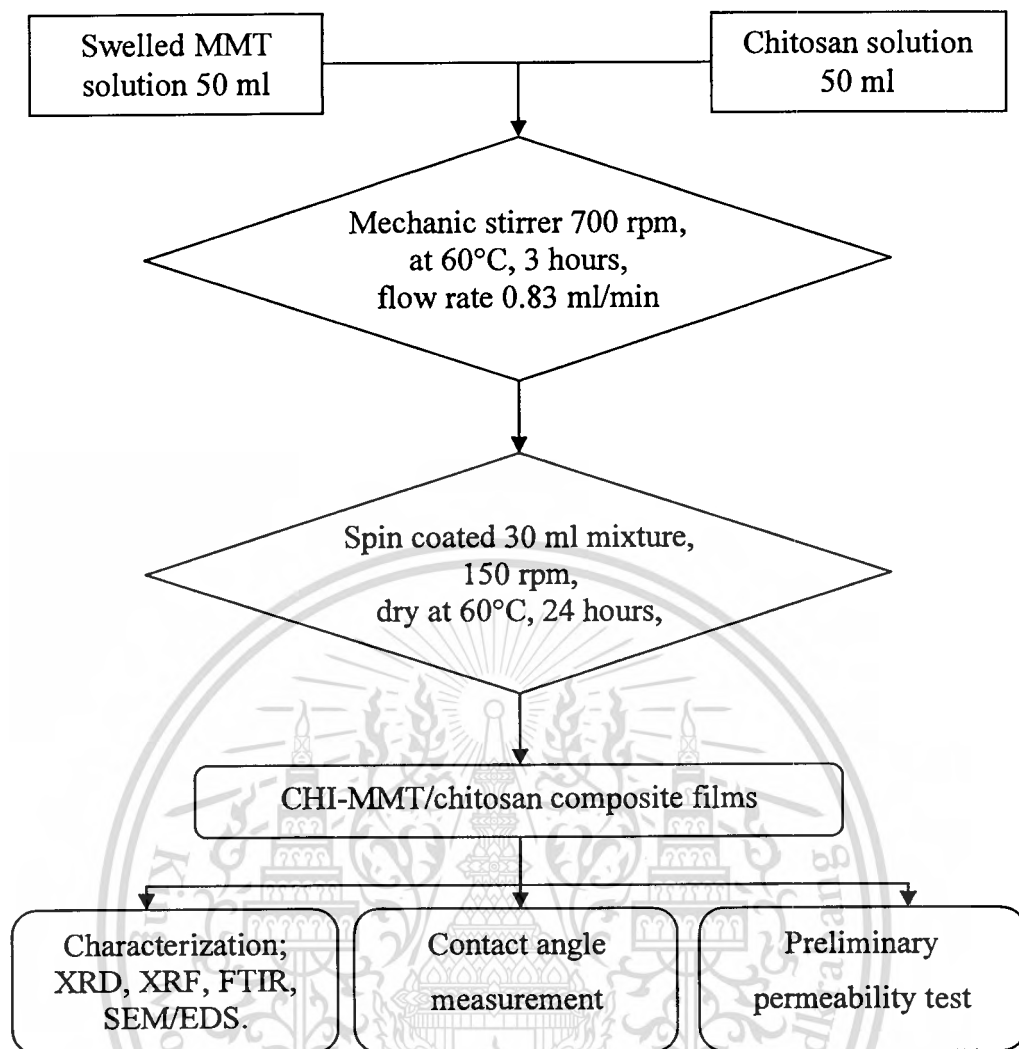 Swelled MMT
solution 50 ml
Chitosan solution
50 ml
Mechanic stirrer 700 rpm,
at 60°C, 3 hours,
flow rate 0.83 ml/min
Spin coated 30 ml mixture,
150 rpm,
dry at 60°C, 24 hours,
CHI-MMT/chitosan composite films
Characterization;
XRD, XRF, FTIR,
SEM/EDS.
Contact angle
measurement
Preliminary
permeability test